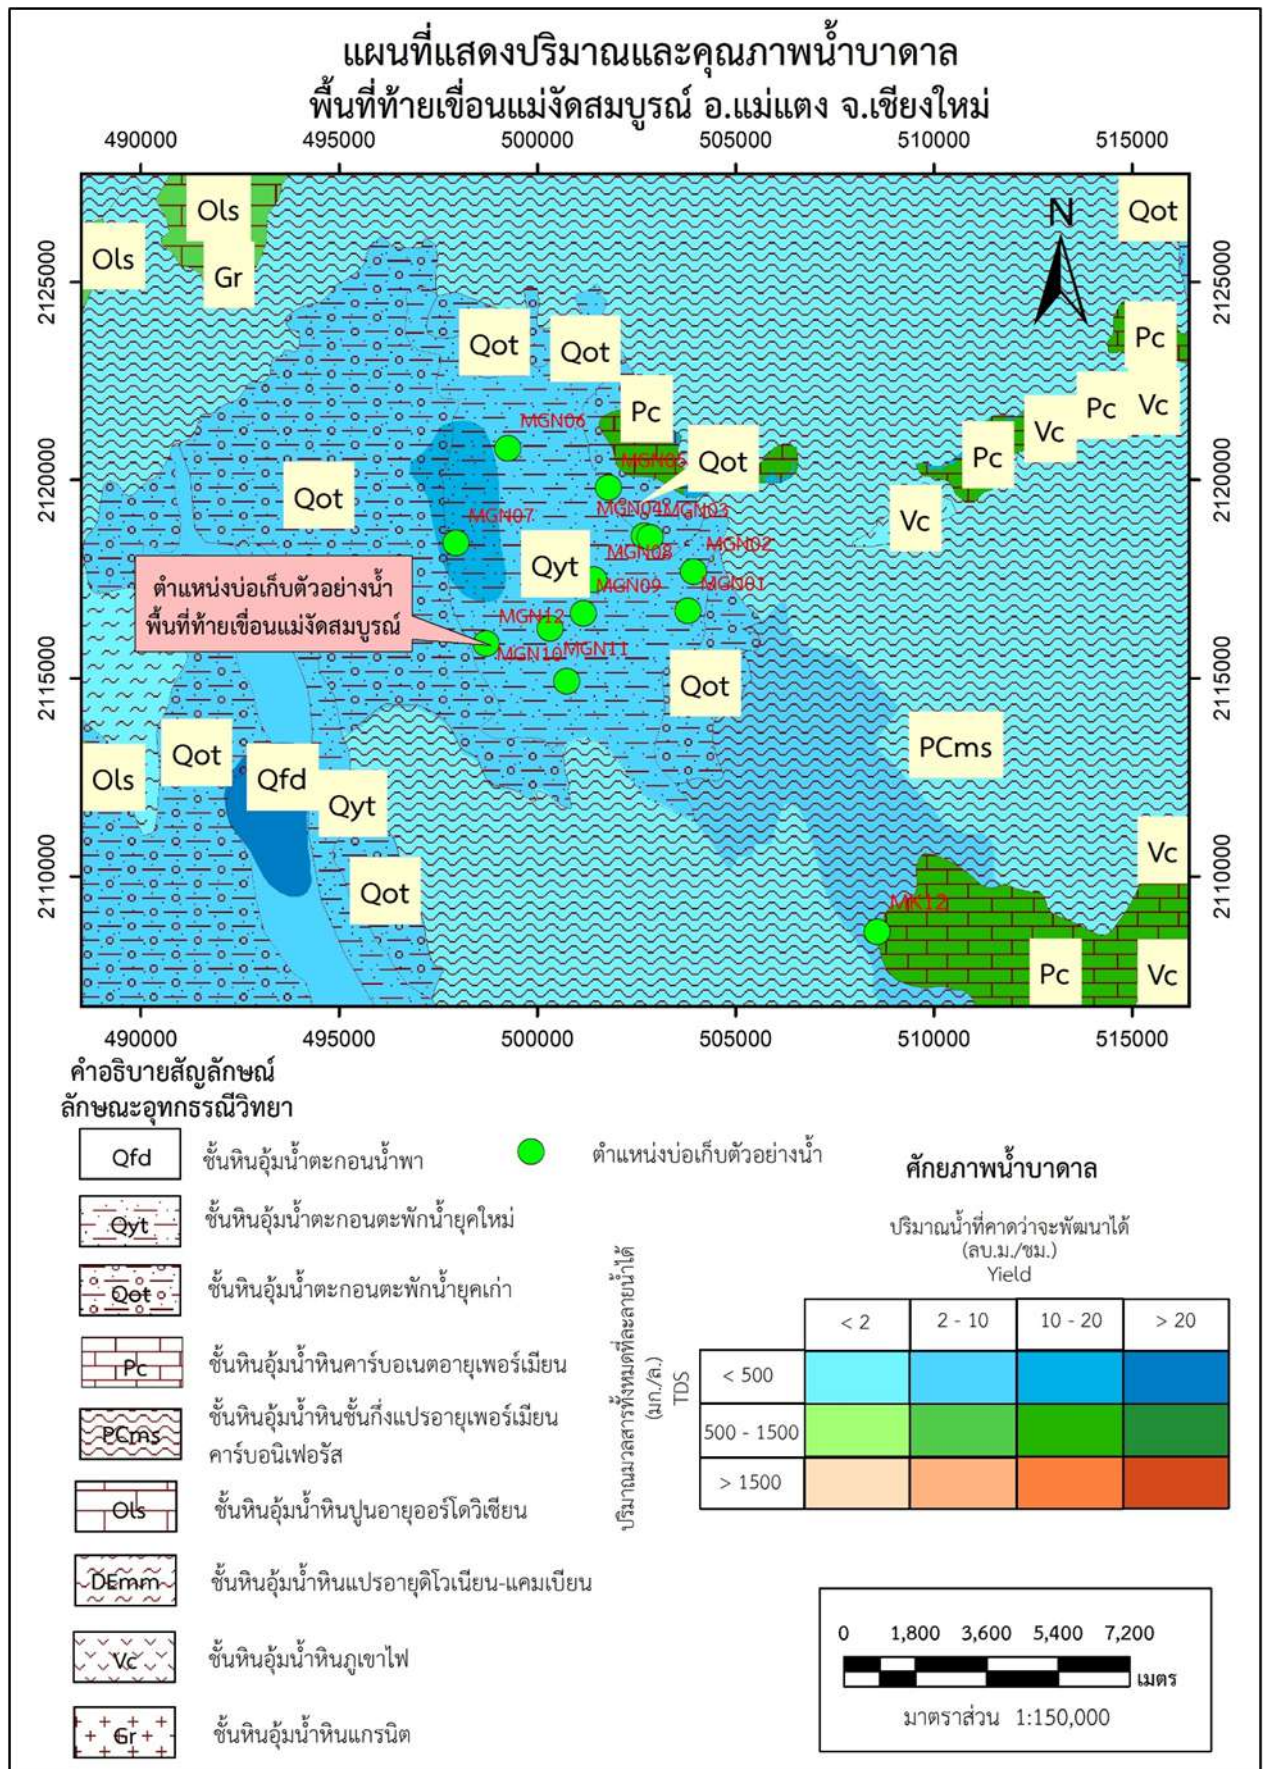 แผนที่แสดงปริมาณและคุณภาพน้ำบาดาล
พื้นที่ท้ายเขื่อนแม่งัดสมบูรณ์ อ.แม่แตง จ.เชียงใหม่
490000 495000 500000 505000 510000 515000
N
Ols Qot
Ols
Gr
2125000 2125000
Qot Qot Pc
Pc Pc Vc
MGN06 Vc
MGN05 Qot Pc
2120000 2120000
Qot MGN04 MGN03 Vc
MGN07 MGN08 MGN02
Qyt MGN09 MGN01
ตำแหน่งบ่อเก็บตัวอย่างน้ำ
พื้นที่ท้ายเขื่อนแม่งัดสมบูรณ์
MGN12
MGN10 MGN11
2115000 2115000
Qot
Qot PCms
Ols Qfd Qyt
Vc
2110000 2110000
Qot MK12
Pc Vc
490000 495000 500000 505000 510000 515000
คำอธิบายสัญลักษณ์
ลักษณะอุทกธรณีวิทยา
Qfd ชั้นหินอุ้มน้ำตะกอนน้ำพา
ตำแหน่งบ่อเก็บตัวอย่างน้ำ
Qyt ชั้นหินอุ้มน้ำตะกอนตะพักน้ำยุคใหม่
Qot ชั้นหินอุ้มน้ำตะกอนตะพักน้ำยุคเก่า
Pc ชั้นหินอุ้มน้ำหินคาร์บอเนตอายุเพอร์เมียน
PCms ชั้นหินอุ้มน้ำหินชั้นกึ่งแปรอายุเพอร์เมียน
คาร์บอนิเฟอรัส
Ols ชั้นหินอุ้มน้ำหินปูนอายุออร์โดวิเชียน
DEmm ชั้นหินอุ้มน้ำหินแปรอายุดิโวเนียน-แคมเบียน
Vc ชั้นหินอุ้มน้ำหินภูเขาไฟ
Gr ชั้นหินอุ้มน้ำหินแกรนิต
ศักยภาพน้ำบาดาล
ปริมาณน้ำที่คาดว่าจะพัฒนาได้
(ลบ.ม./ชม.)
Yield
ปริมาณมวลสารทั้งหมดที่ละลายน้ำได้
(มก./ล.)
TDS
< 2 2 - 10 10 - 20 > 20
< 500
500 - 1500
> 1500
0 1,800 3,600 5,400 7,200
เมตร
มาตราส่วน 1:150,000